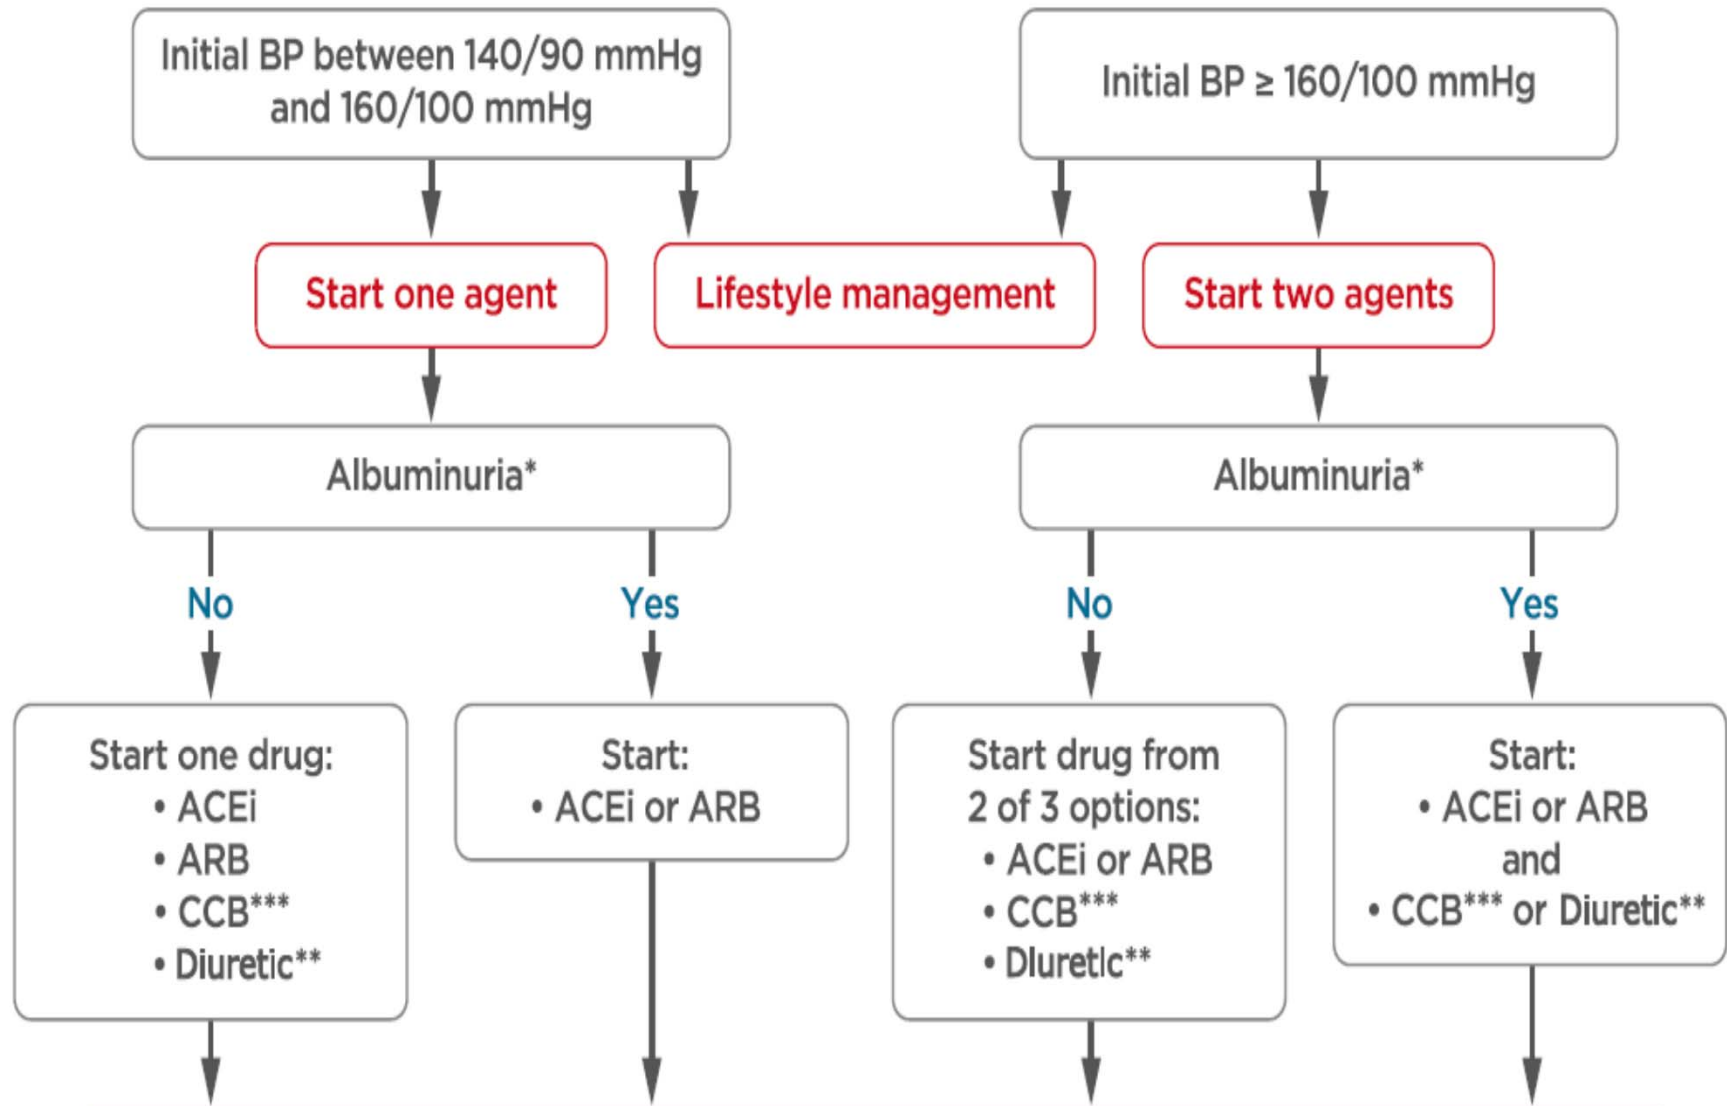 Initial BP between 140/90 mmHg
and 160/100 mmHg
Initial BP ≥ 160/100 mmHg
Start one agent
Lifestyle management
Start two agents
Albuminuria*
Albuminuria*
No
Yes
No
Yes
Start one drug:
• ACEi
• ARB
• CCB***
• Diuretic**
Start:
• ACEi or ARB
Start drug from
2 of 3 options:
• ACEi or ARB
• CCB***
• Diuretic**
Start:
• ACEi or ARB
and
• CCB*** or Diuretic**